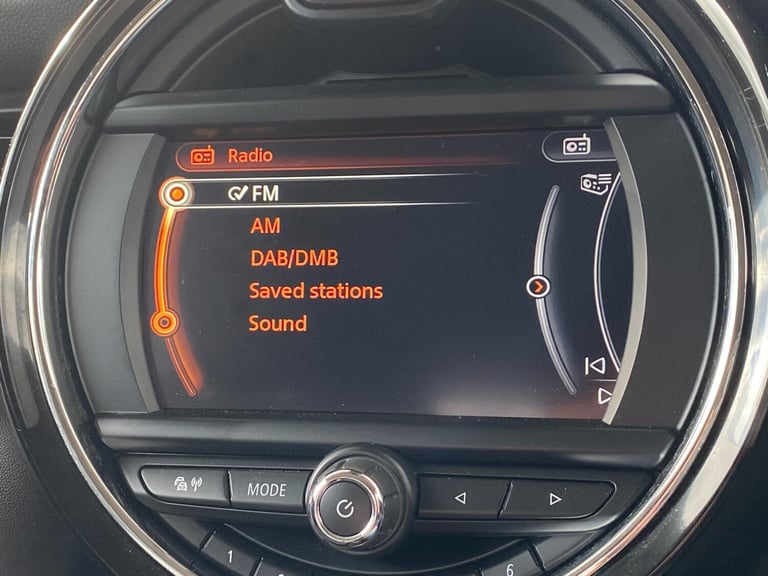 Radio
FM
AM
DAB/DMB
Saved stations
Sound
MODE
1
6